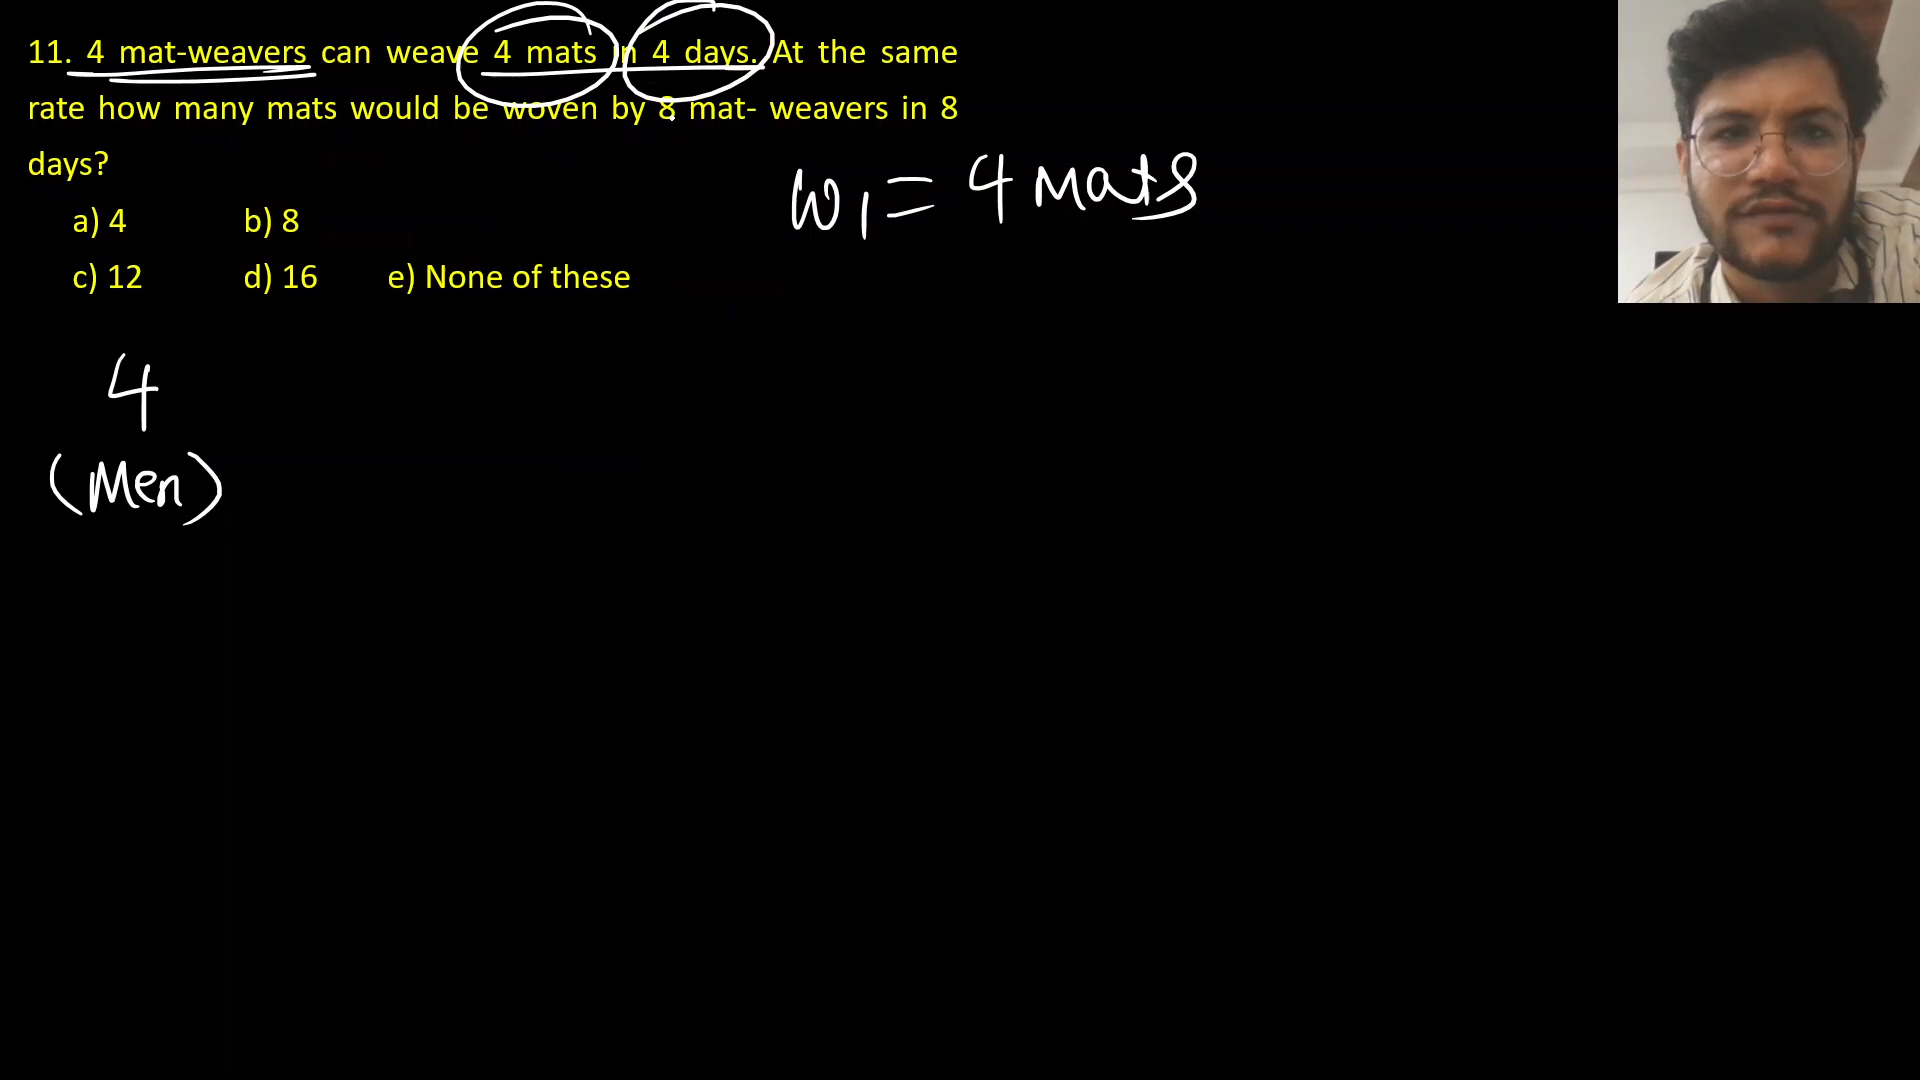 11. 4 mat-weavers can weave 4 mats in 4 days. At the same
rate how many mats would be woven by 8 mat- weavers in 8
days?
a) 4 b) 8
c) 12 d) 16 e) None of these
W1 = 4 Mats
4
(Men)